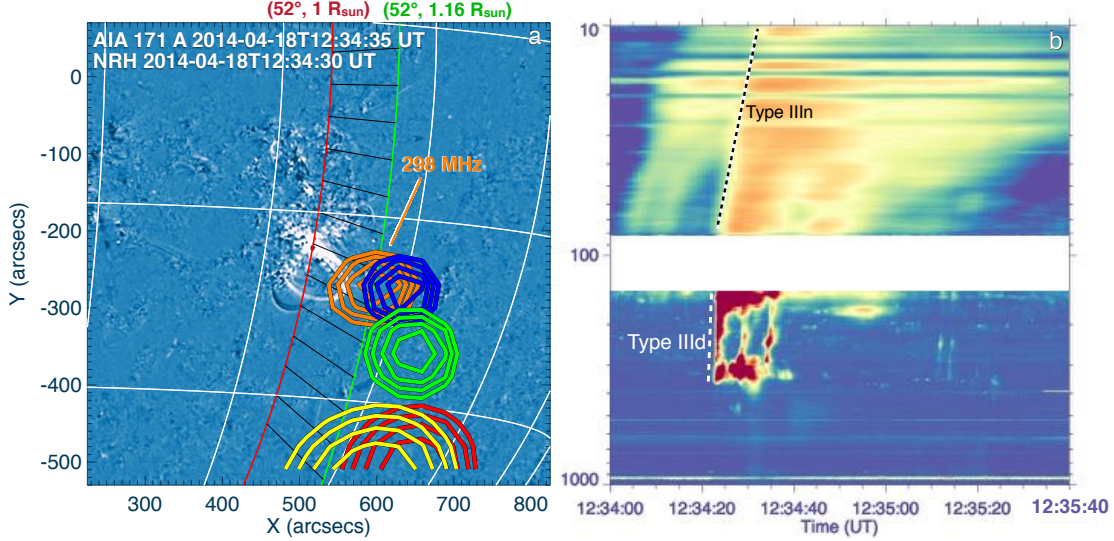 (52°, 1 Rsun) (52°, 1.16 Rsun)
AIA 171 A 2014-04-18T12:34:35 UT
a
NRH 2014-04-18T12:34:30 UT
298 MHz
0
-100
-200
-300
-400
-500
Y (arcsecs)
300 400 500 600 700 800
X (arcsecs)
b
10
100
1000
Type IIIn
Type IIId
12:34:00 12:34:20 12:34:40 12:35:00 12:35:20 12:35:40
Time (UT)